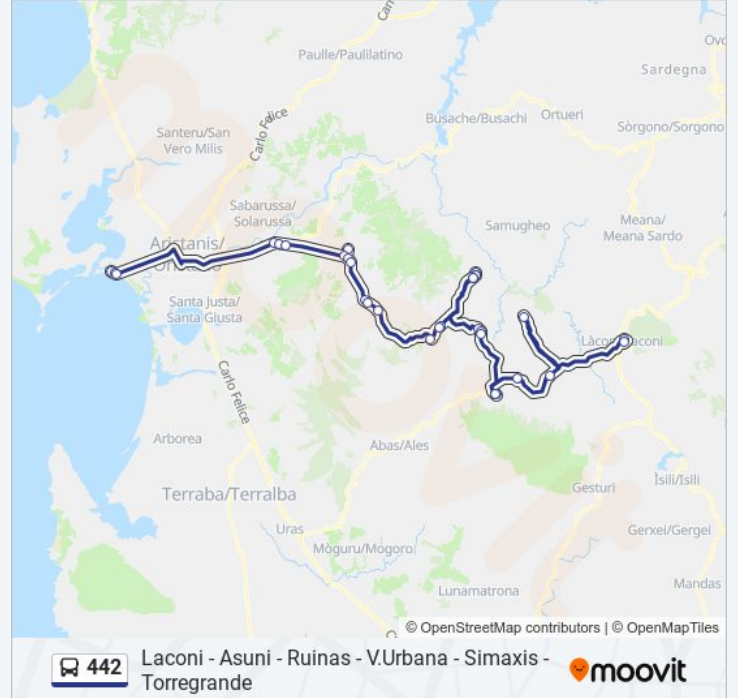 Can
Ovo
Paulle/Paulilatino
Sardegna
Carlo Felice
Busache/Busachi
Ortueri
Sòrgono/Sorgono
Santeru/San
Vero Milis
Sabarussa/
Solarussa
Samugheo
Meana/
Meana Sardo
Aristanis/
Santa Justa/
Santa Giusta
Làconi/Laconi
Carlo Felice
Arborea
Abas/Ales
Terraba/Terralba
Gesturi
Ìsili/Isili
Uras
Mòguru/Mogoro
Gerxei/Gergei
Lunamatrona
Mandas
© OpenStreetMap contributors | © OpenMapTiles
442
Laconi - Asuni - Ruinas - V.Urbana - Simaxis -
Torregrande
moovit